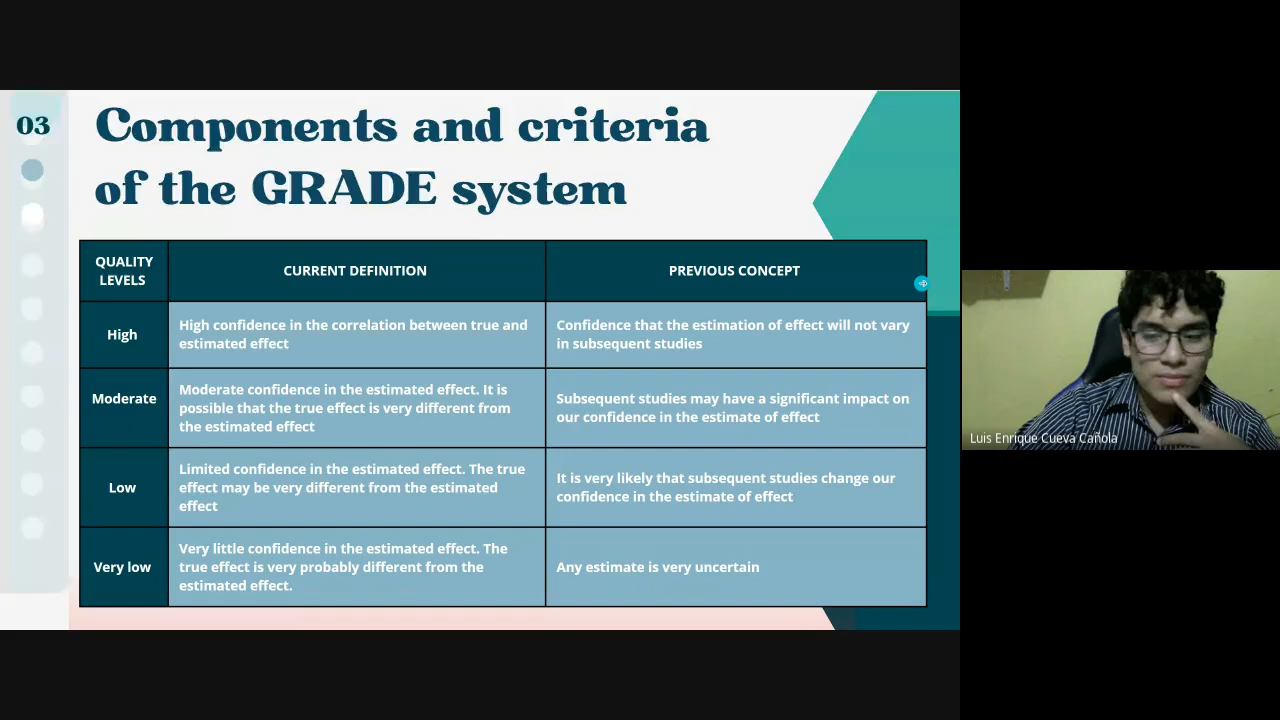 03
Components and criteria
of the GRADE system
QUALITY
LEVELS
CURRENT DEFINITION
PREVIOUS CONCEPT
High
High confidence in the correlation between true and
estimated effect
Confidence that the estimation of effect will not vary
in subsequent studies
Moderate
Moderate confidence in the estimated effect. It is
possible that the true effect is very different from
the estimated effect
Subsequent studies may have a significant impact on
our confidence in the estimate of effect
Low
Limited confidence in the estimated effect. The true
effect may be very different from the estimated
effect
It is very likely that subsequent studies change our
confidence in the estimate of effect
Very low
Very little confidence in the estimated effect. The
true effect is very probably different from the
estimated effect.
Any estimate is very uncertain
Luis Enrique Cueva Cañola